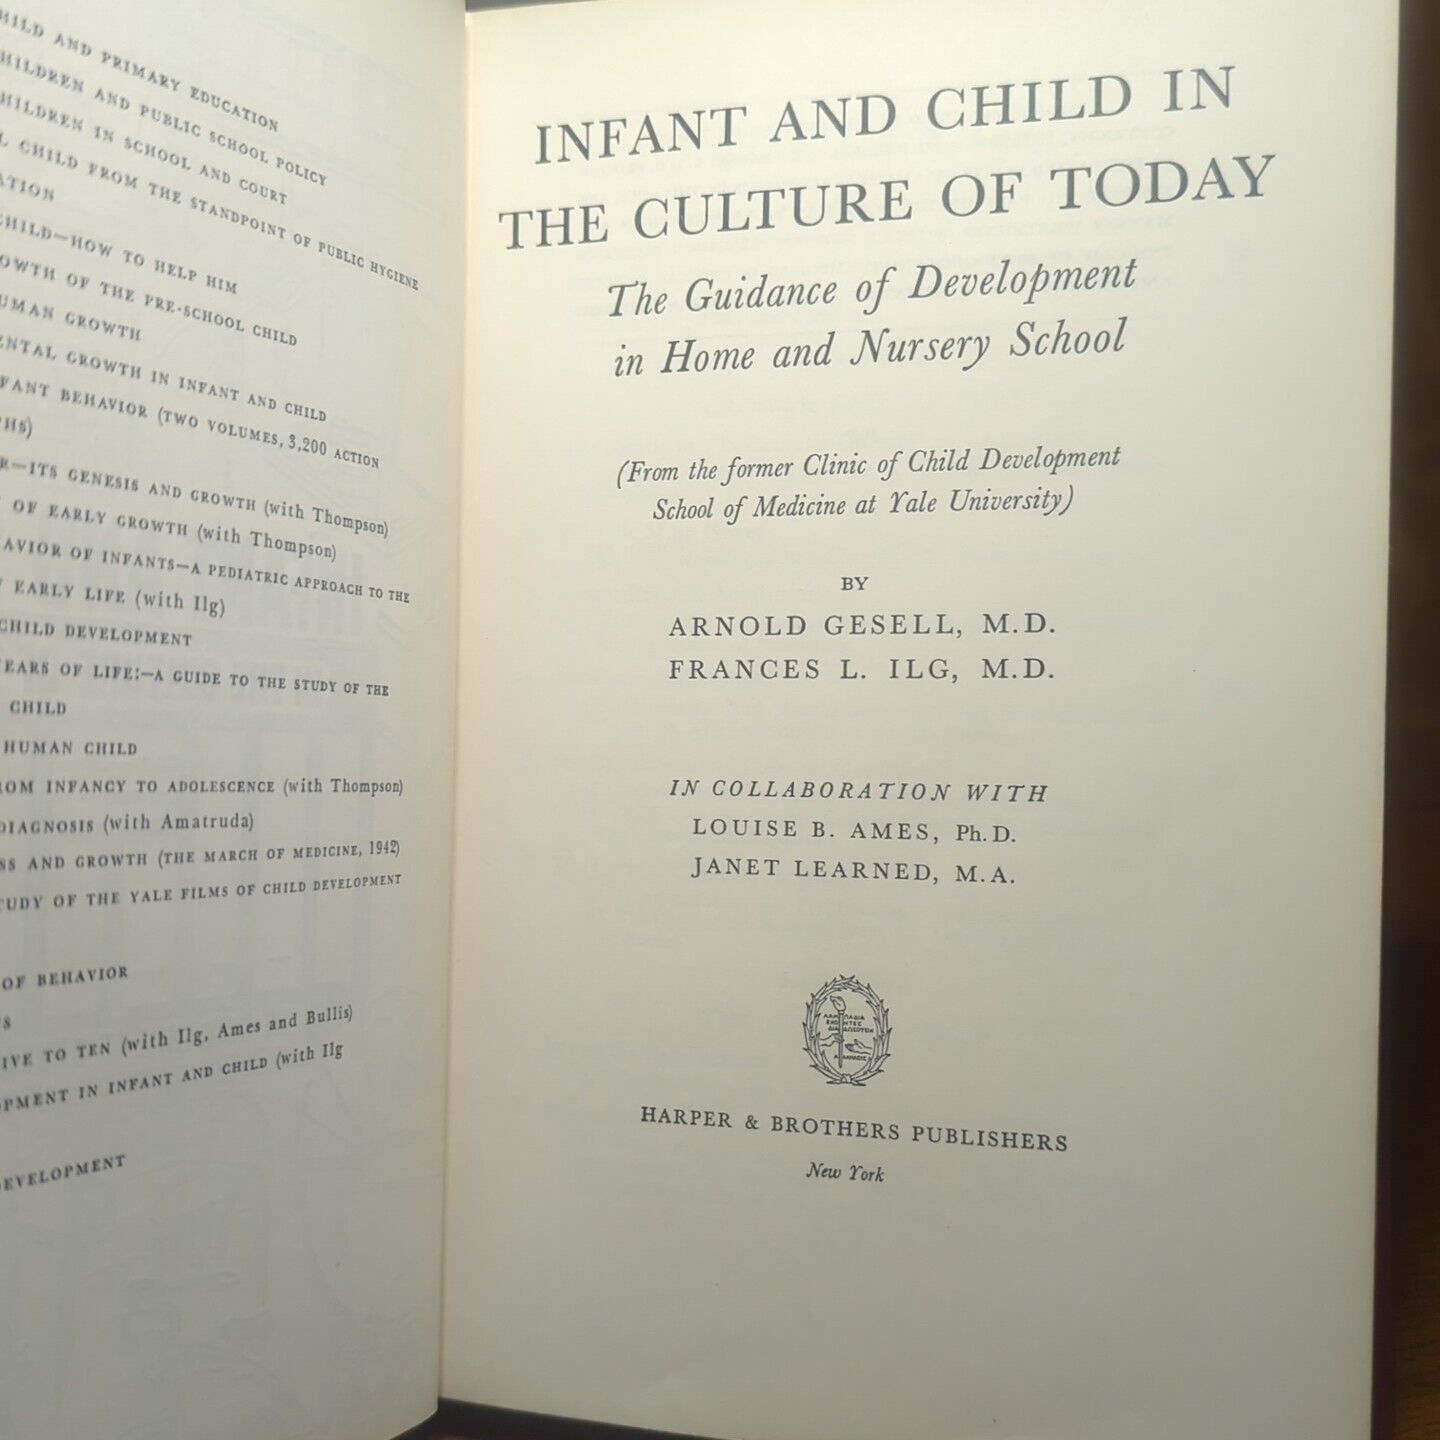 CHILD AND PRIMARY EDUCATION
CHILDREN AND PUBLIC SCHOOL POLICY
CHILDREN IN SCHOOL AND COURT
L CHILD FROM THE STANDPOINT OF PUBLIC HYGIENE
ATION
CHILD—HOW TO HELP HIM
OWTH OF THE PRE-SCHOOL CHILD
UMAN GROWTH
ENTAL GROWTH IN INFANT AND CHILD
FANT BEHAVIOR (TWO VOLUMES, 3,200 ACTION
PHS)
R—ITS GENESIS AND GROWTH (with Thompson)
OF EARLY GROWTH (with Thompson)
AVIOR OF INFANTS—A PEDIATRIC APPROACH TO THE
EARLY LIFE (with Ilg)
CHILD DEVELOPMENT
YEARS OF LIFE:—A GUIDE TO THE STUDY OF THE
CHILD
HUMAN CHILD
ROM INFANCY TO ADOLESCENCE (with Thompson)
DIAGNOSIS (with Amatruda)
SS AND GROWTH (THE MARCH OF MEDICINE, 1942)
TUDY OF THE YALE FILMS OF CHILD DEVELOPMENT
OF BEHAVIOR
S
IVE TO TEN (with Ilg, Ames and Bullis)
OPMENT IN INFANT AND CHILD (with Ilg
EVELOPMENT
INFANT AND CHILD IN
THE CULTURE OF TODAY
The Guidance of Development
in Home and Nursery School
(From the former Clinic of Child Development
School of Medicine at Yale University)
BY
ARNOLD GESELL, M.D.
FRANCES L. ILG, M.D.
IN COLLABORATION WITH
LOUISE B. AMES, Ph.D.
JANET LEARNED, M.A.
HARPER & BROTHERS PUBLISHERS
New York